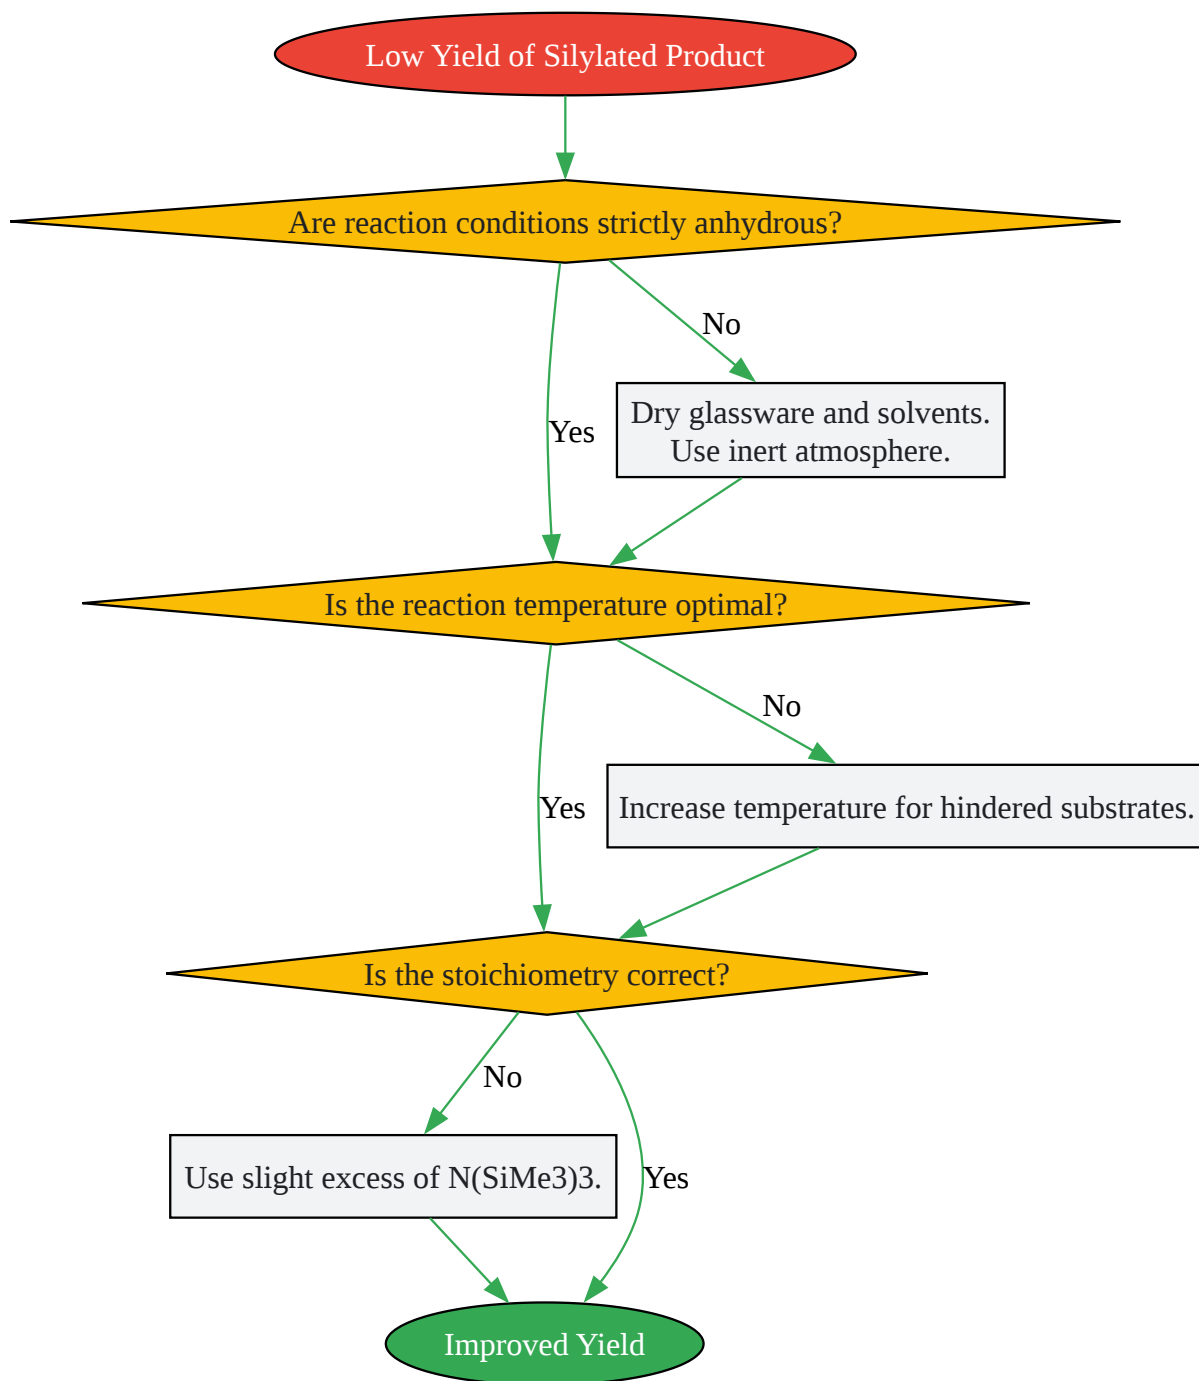 Low Yield of Silylated Product
Are reaction conditions strictly anhydrous?
No
Dry glassware and solvents.
Use inert atmosphere.
Yes
Is the reaction temperature optimal?
No
Increase temperature for hindered substrates.
Yes
Is the stoichiometry correct?
No
Use slight excess of N(SiMe3)3.
Yes
Improved Yield